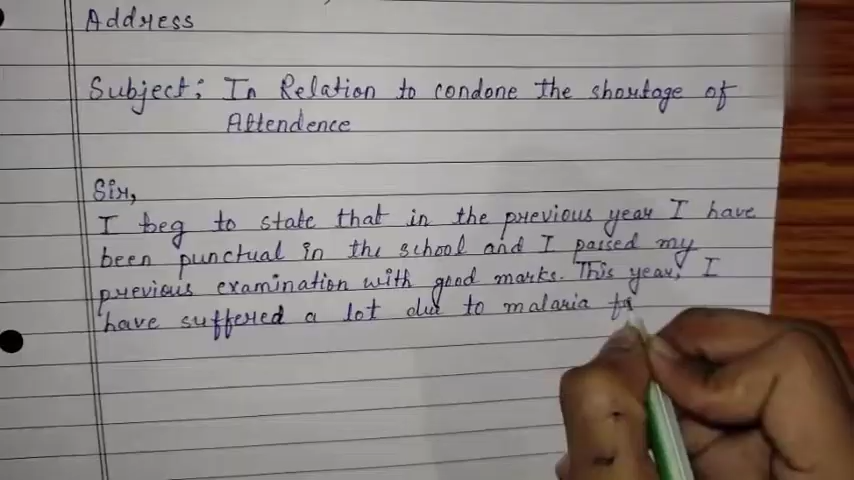 Address
Subject: In Relation to condone the shortage of
Attendence
Sir,
I beg to state that in the previous year I have
been punctual in the school and I passed my
previous examination with good marks. This year, I
have suffered a lot due to malaria